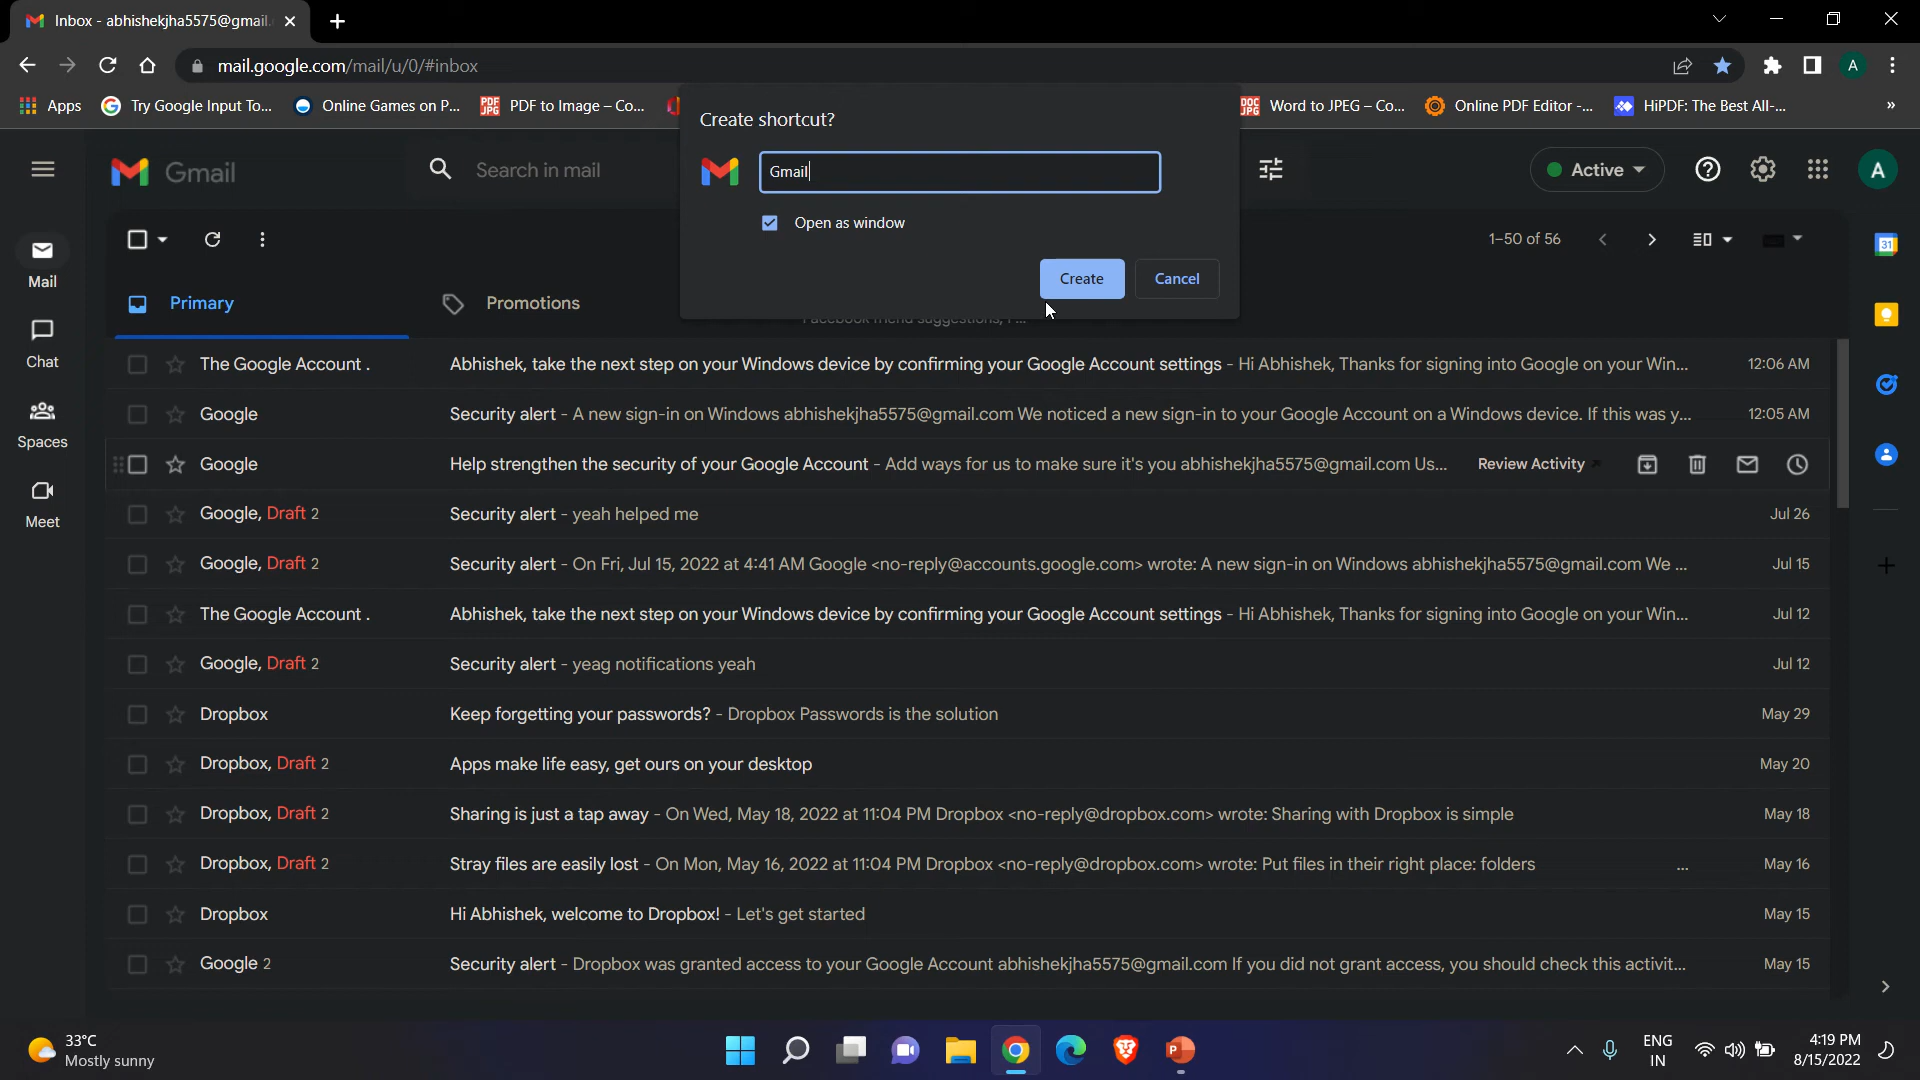 Inbox - abhishekjha5575@gmail.
mail.google.com/mail/u/0/#inbox
A
Apps
Try Google Input To...
Online Games on P...
PDF to Image – Co...
Word to JPEG – Co...
Online PDF Editor -...
HiPDF: The Best All-...
»
Create shortcut?
Gmail
Open as window
Create
Cancel
Gmail
Search in mail
Active
A
1–50 of 56
31
Primary
Promotions
Facebook friend suggestions,
Mail
Chat
Spaces
Meet
The Google Account .
Abhishek, take the next step on your Windows device by confirming your Google Account settings - Hi Abhishek, Thanks for signing into Google on your Win...
12:06 AM
Google
Security alert - A new sign-in on Windows abhishekjha5575@gmail.com We noticed a new sign-in to your Google Account on a Windows device. If this was y...
12:05 AM
Google
Help strengthen the security of your Google Account - Add ways for us to make sure it's you abhishekjha5575@gmail.com Us...
Review Activity
Google, Draft 2
Security alert - yeah helped me
Jul 26
Google, Draft 2
Security alert - On Fri, Jul 15, 2022 at 4:41 AM Google <no-reply@accounts.google.com> wrote: A new sign-in on Windows abhishekjha5575@gmail.com We ...
Jul 15
The Google Account .
Abhishek, take the next step on your Windows device by confirming your Google Account settings - Hi Abhishek, Thanks for signing into Google on your Win...
Jul 12
Google, Draft 2
Security alert - yeag notifications yeah
Jul 12
Dropbox
Keep forgetting your passwords? - Dropbox Passwords is the solution
May 29
Dropbox, Draft 2
Apps make life easy, get ours on your desktop
May 20
Dropbox, Draft 2
Sharing is just a tap away - On Wed, May 18, 2022 at 11:04 PM Dropbox <no-reply@dropbox.com> wrote: Sharing with Dropbox is simple
May 18
Dropbox, Draft 2
Stray files are easily lost - On Mon, May 16, 2022 at 11:04 PM Dropbox <no-reply@dropbox.com> wrote: Put files in their right place: folders ...
May 16
Dropbox
Hi Abhishek, welcome to Dropbox! - Let's get started
May 15
Google 2
Security alert - Dropbox was granted access to your Google Account abhishekjha5575@gmail.com If you did not grant access, you should check this activit...
May 15
33°C
Mostly sunny
ENG
IN
4:19 PM
8/15/2022